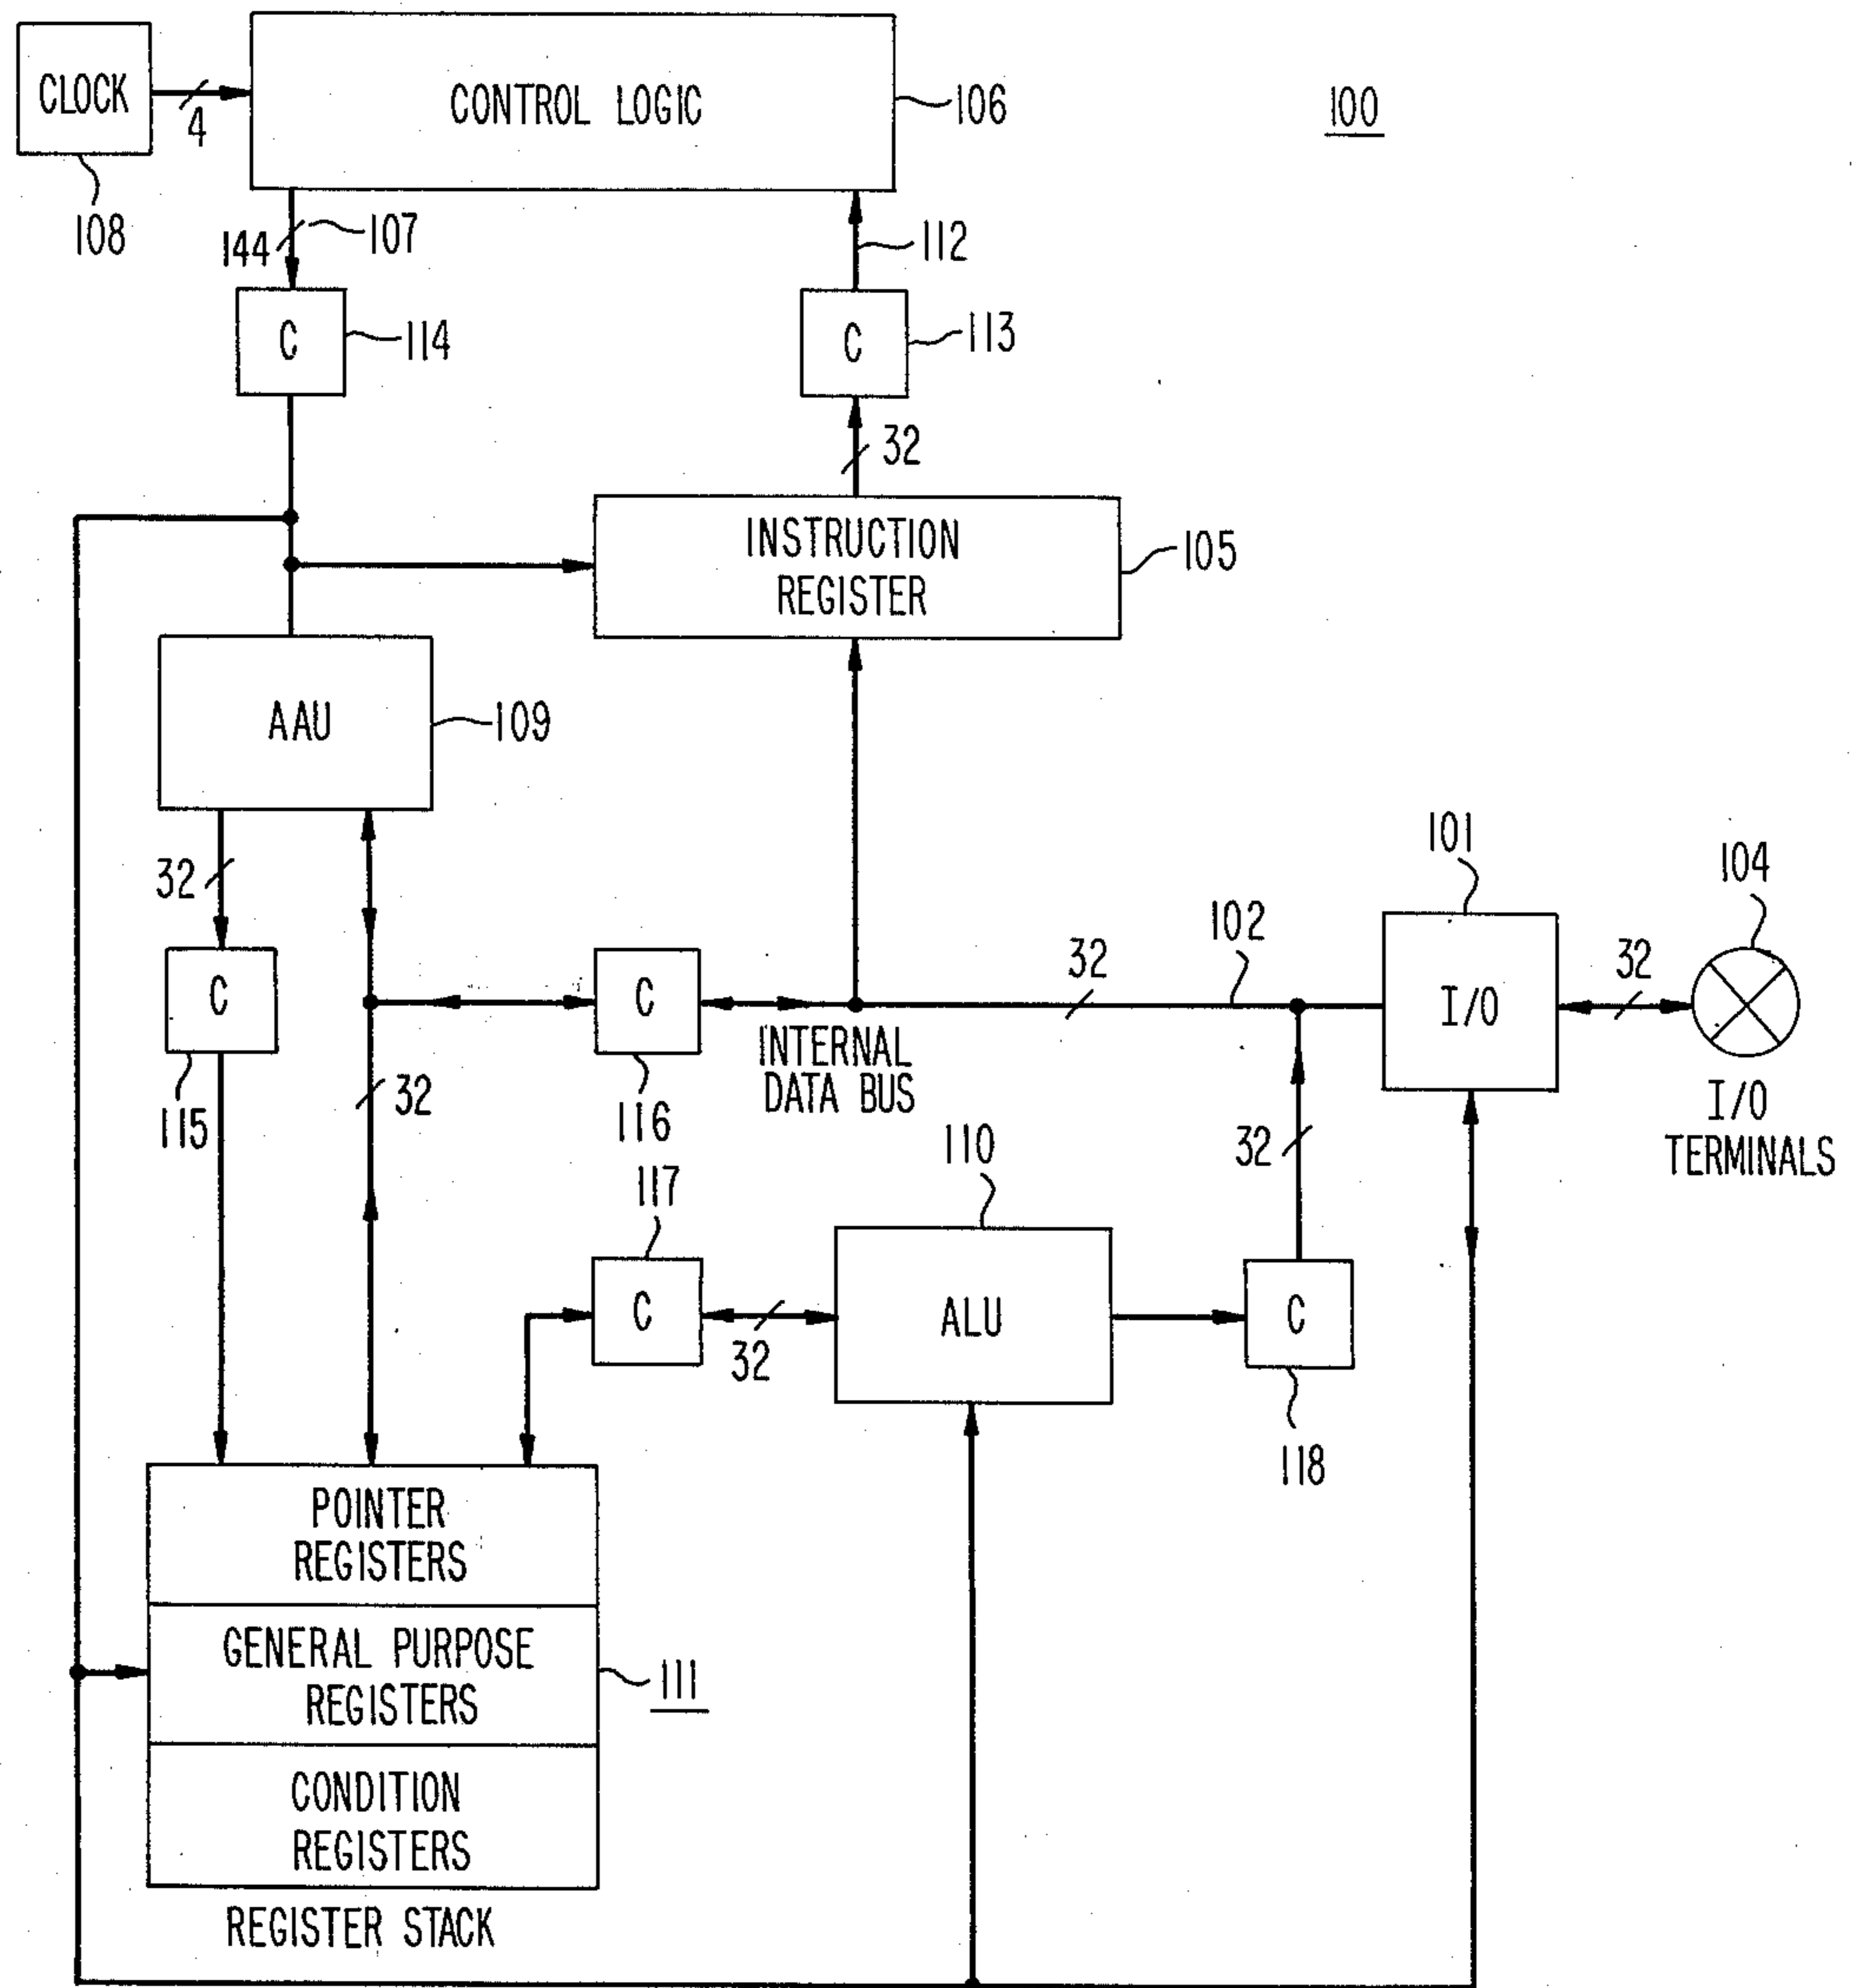 CLOCK
4
108
CONTROL LOGIC
106
100
144
107
112
C
114
C
113
32
INSTRUCTION
REGISTER
105
AAU
109
32
C
115
32
C
116
INTERNAL
DATA BUS
32
102
101
I/O
32
104
I/O
TERMINALS
117
C
32
110
ALU
32
C
118
POINTER
REGISTERS
GENERAL PURPOSE
REGISTERS
111
CONDITION
REGISTERS
REGISTER STACK